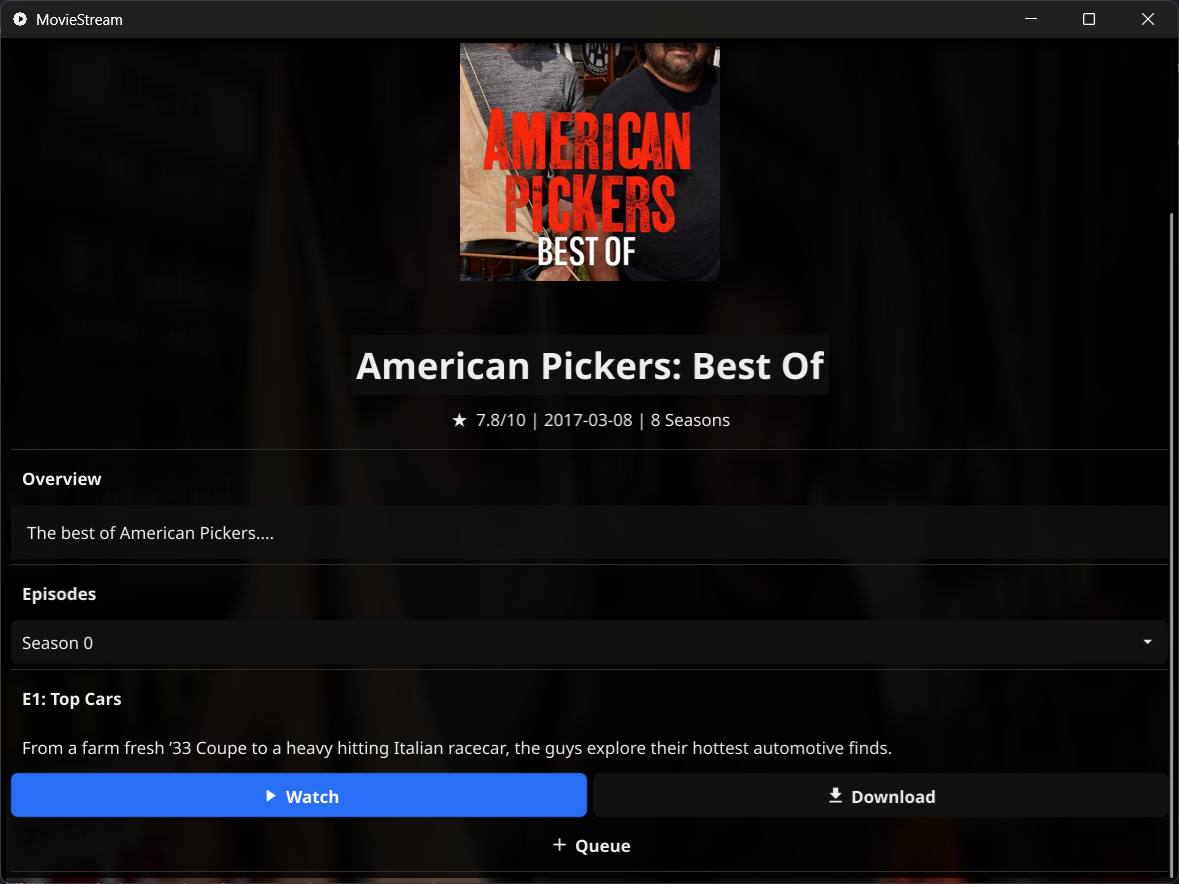 MovieStream
AMERICAN
PICKERS
BEST OF
American Pickers: Best Of
★ 7.8/10 | 2017-03-08 | 8 Seasons
Overview
The best of American Pickers....
Episodes
Season 0
E1: Top Cars
From a farm fresh ’33 Coupe to a heavy hitting Italian racecar, the guys explore their hottest automotive finds.
Watch
Download
+ Queue